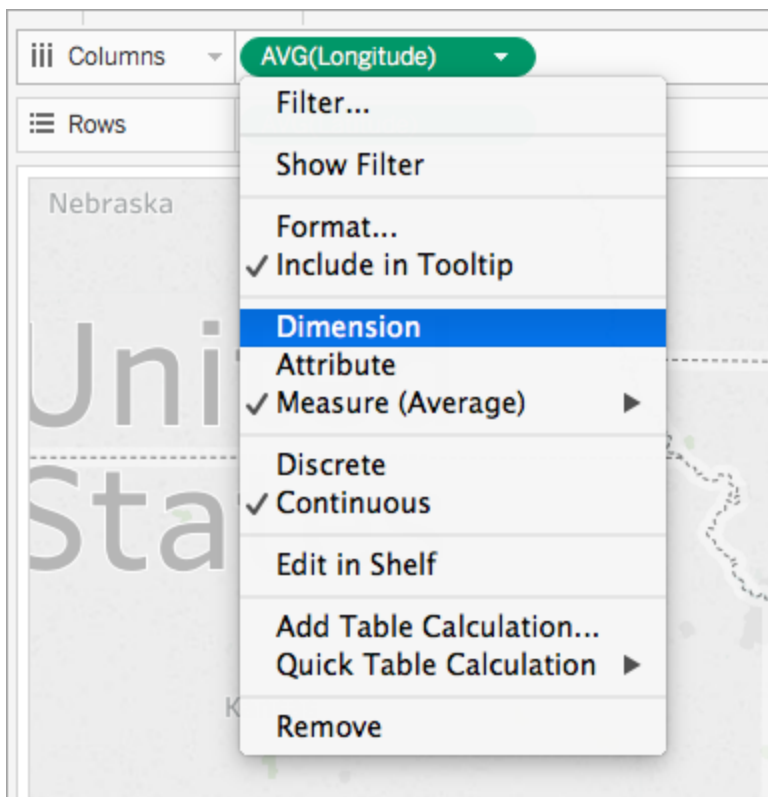 Columns
AVG(Longitude)
Rows
Filter...
Show Filter
Format...
Include in Tooltip
Dimension
Attribute
Measure (Average)
Discrete
Continuous
Edit in Shelf
Add Table Calculation...
Quick Table Calculation
Remove
Nebraska
Uni
Sta
K